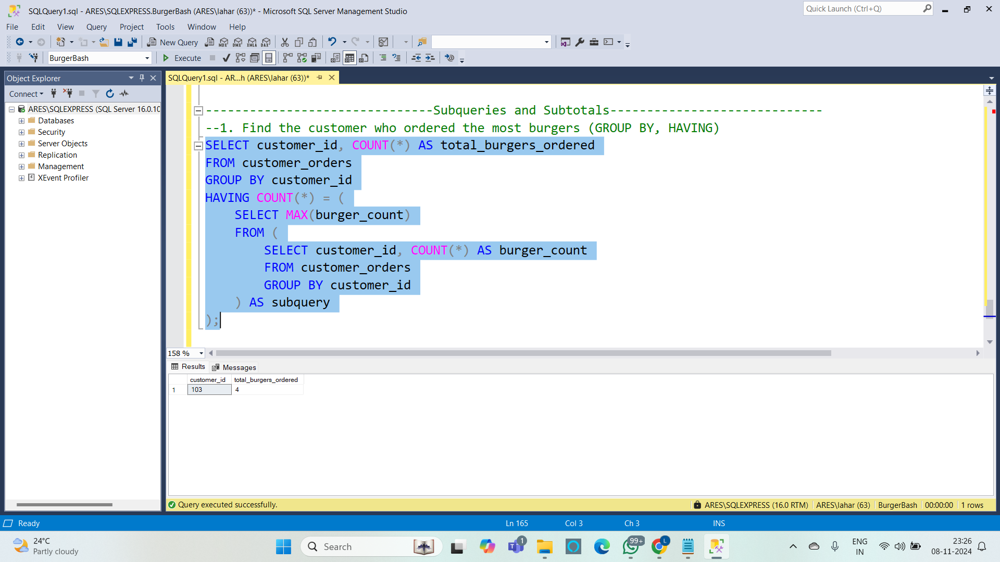 SQLQuery1.sql - ARES\SQLEXPRESS.BurgerBash (ARES\lahar (63))* - Microsoft SQL Server Management Studio
Quick Launch (Ctrl+Q)
File Edit View Query Project Tools Window Help
New Query MDX DMX XMLA DAX
BurgerBash Execute
Object Explorer
SQLQuery1.sql - AR...h (ARES\lahar (63))*
Connect
ARES\SQLEXPRESS (SQL Server 16.0.10
Databases
Security
Server Objects
Replication
Management
XEvent Profiler
-------------------------------Subqueries and Subtotals-----------------------------
--1. Find the customer who ordered the most burgers (GROUP BY, HAVING)
SELECT customer_id, COUNT(*) AS total_burgers_ordered
FROM customer_orders
GROUP BY customer_id
HAVING COUNT(*) = (
    SELECT MAX(burger_count)
    FROM (
        SELECT customer_id, COUNT(*) AS burger_count
        FROM customer_orders
        GROUP BY customer_id
    ) AS subquery
);
158 %
Results Messages
customer_id total_burgers_ordered
1 103 4
Query executed successfully.
ARES\SQLEXPRESS (16.0 RTM) ARES\lahar (63) BurgerBash 00:00:00 1 rows
Ready Ln 165 Col 3 Ch 3 INS
24°C
Partly cloudy
Search
1
99+
L
ENG
IN
23:26
08-11-2024